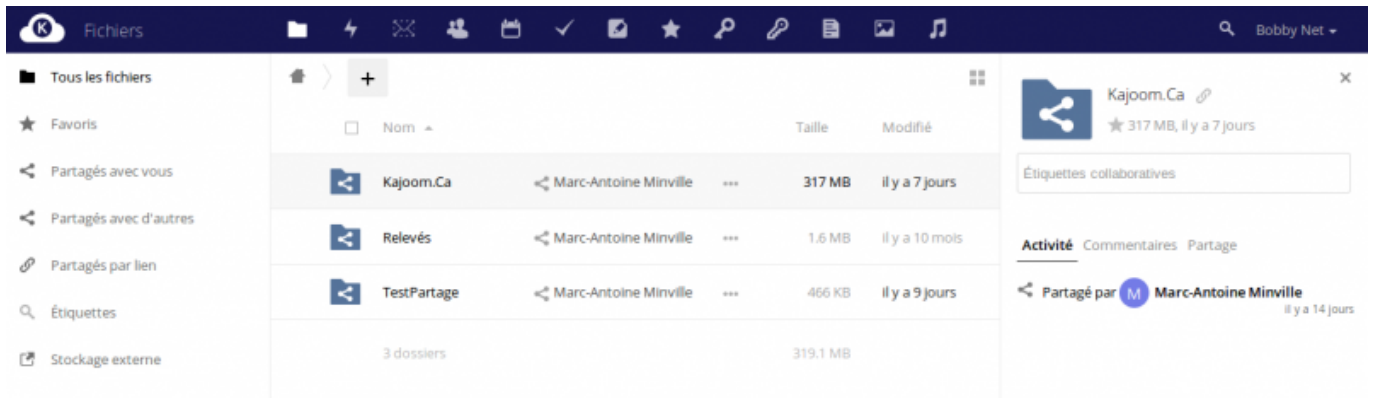 K Fichiers Bobby Net
Tous les fichiers
Favoris
Partagés avec vous
Partagés avec d'autres
Partagés par lien
Étiquettes
Stockage externe
+
Nom Taille Modifié
Kajoom.Ca Marc-Antoine Minville ... 317 MB il y a 7 jours
Relevés Marc-Antoine Minville ... 1.6 MB il y a 10 mois
TestPartage Marc-Antoine Minville ... 466 KB il y a 9 jours
3 dossiers 319.1 MB
×
Kajoom.Ca
317 MB, il y a 7 jours
Étiquettes collaboratives
Activité Commentaires Partage
Partagé par M Marc-Antoine Minville
il y a 14 jours